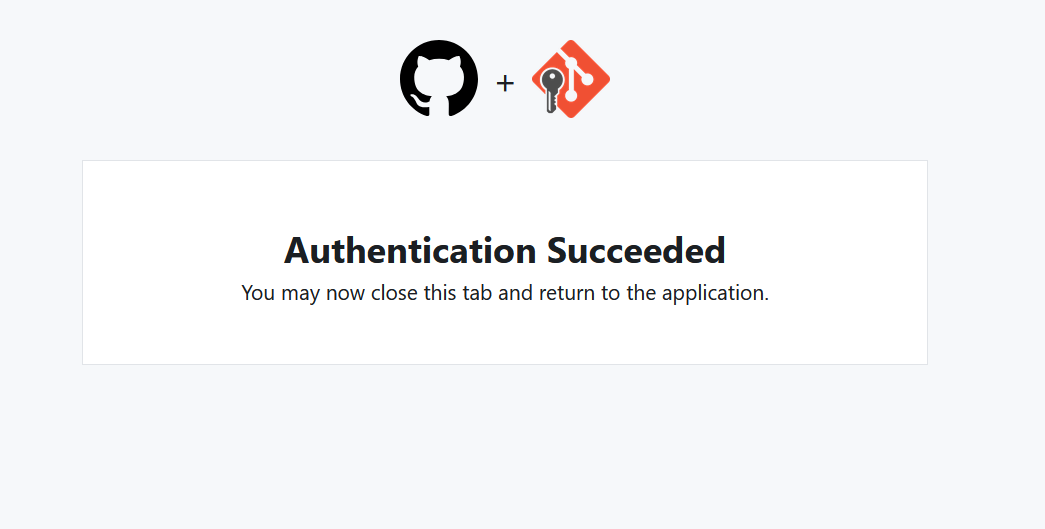 +
Authentication Succeeded
You may now close this tab and return to the application.